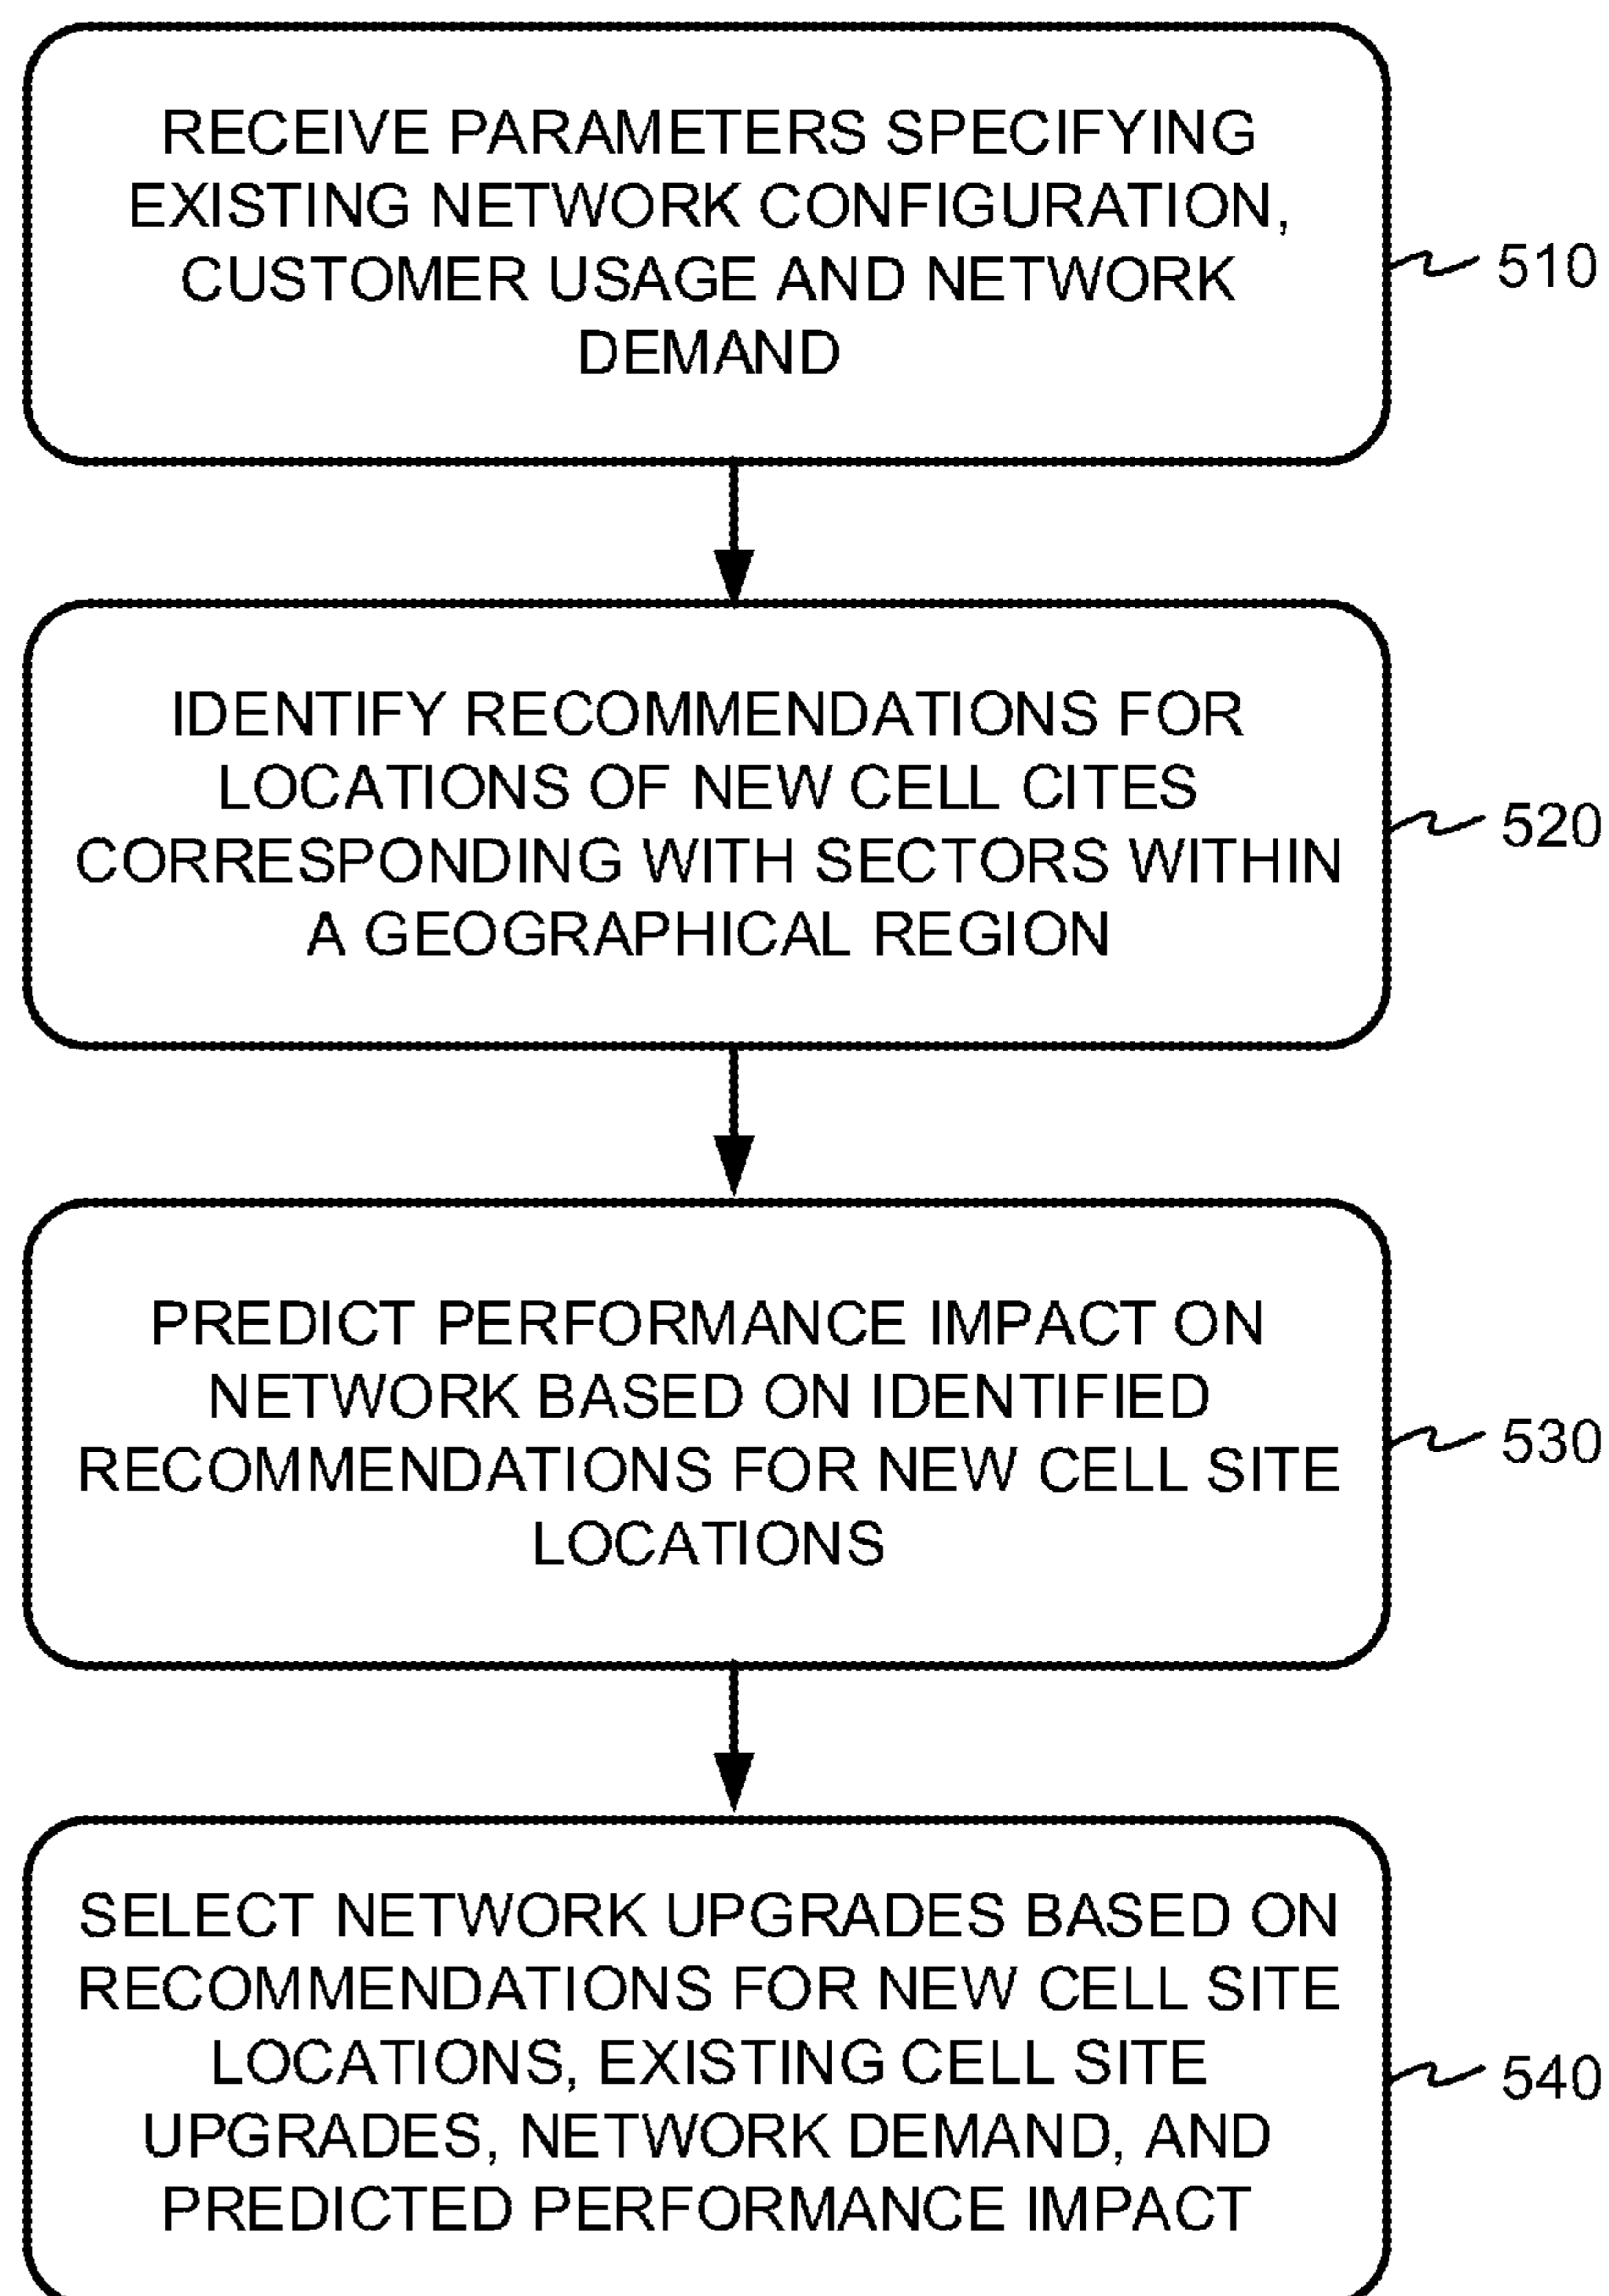 RECEIVE PARAMETERS SPECIFYING
EXISTING NETWORK CONFIGURATION,
CUSTOMER USAGE AND NETWORK
DEMAND
510
IDENTIFY RECOMMENDATIONS FOR
LOCATIONS OF NEW CELL CITES
CORRESPONDING WITH SECTORS WITHIN
A GEOGRAPHICAL REGION
520
PREDICT PERFORMANCE IMPACT ON
NETWORK BASED ON IDENTIFIED
RECOMMENDATIONS FOR NEW CELL SITE
LOCATIONS
530
SELECT NETWORK UPGRADES BASED ON
RECOMMENDATIONS FOR NEW CELL SITE
LOCATIONS, EXISTING CELL SITE
UPGRADES, NETWORK DEMAND, AND
PREDICTED PERFORMANCE IMPACT
540